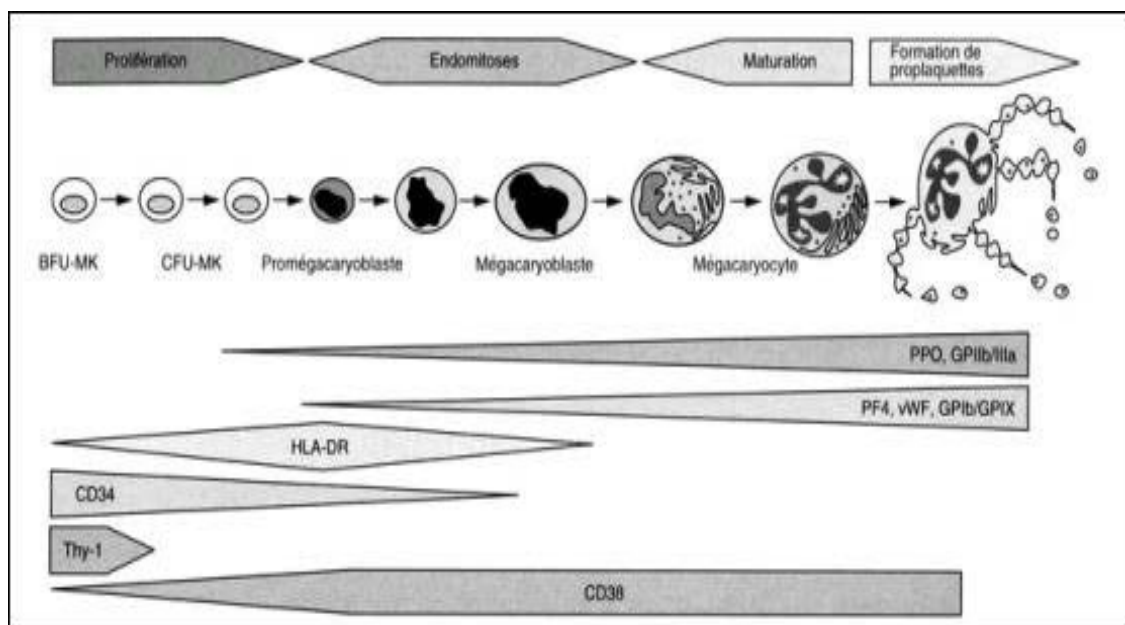 Prolifération
Endomitoses
Maturation
Formation de
proplaquettes
BFU-MK
CFU-MK
Promégacaryoblaste
Mégacaryoblaste
Mégacaryocyte
PPO, GPIIb/IIIa
PF4, vWF, GPIb/GPIX
HLA-DR
CD34
Thy-1
CD38